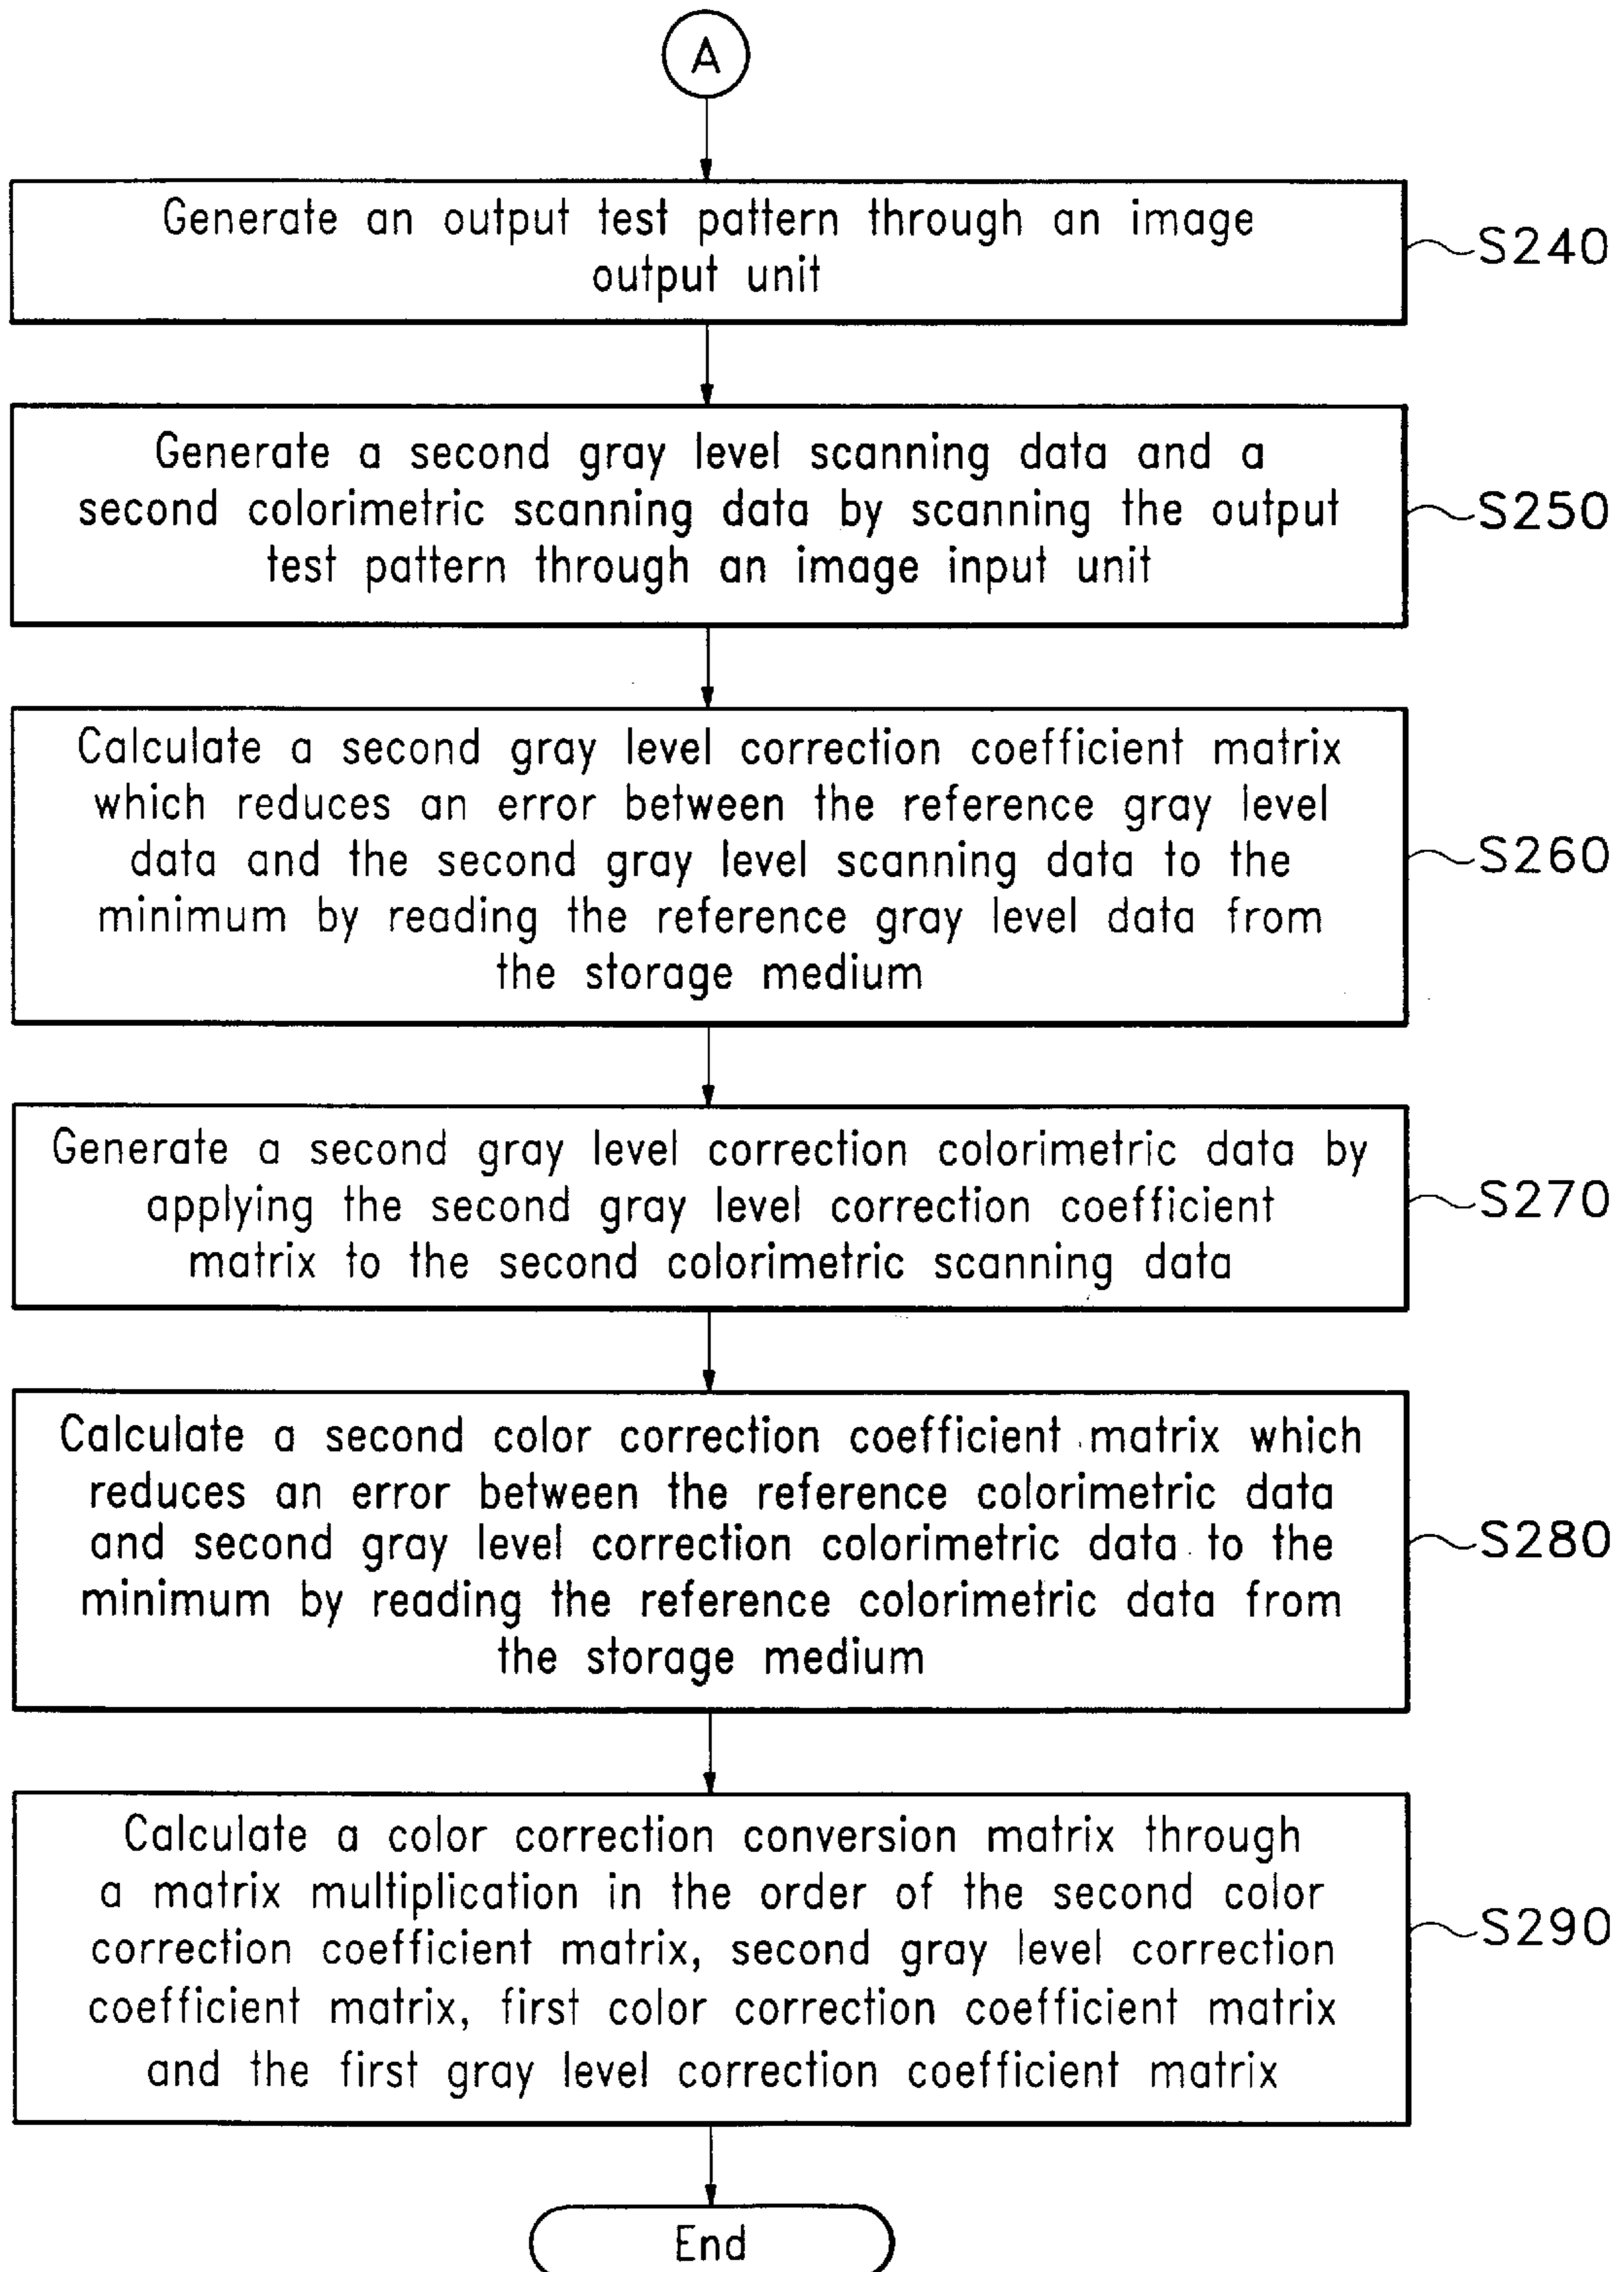 A
Generate an output test pattern through an image
output unit
S240
Generate a second gray level scanning data and a
second colorimetric scanning data by scanning the output
test pattern through an image input unit
S250
Calculate a second gray level correction coefficient matrix
which reduces an error between the reference gray level
data and the second gray level scanning data to the
minimum by reading the reference gray level data from
the storage medium
S260
Generate a second gray level correction colorimetric data by
applying the second gray level correction coefficient
matrix to the second colorimetric scanning data
S270
Calculate a second color correction coefficient matrix which
reduces an error between the reference colorimetric data
and second gray level correction colorimetric data to the
minimum by reading the reference colorimetric data from
the storage medium
S280
Calculate a color correction conversion matrix through
a matrix multiplication in the order of the second color
correction coefficient matrix, second gray level correction
coefficient matrix, first color correction coefficient matrix
and the first gray level correction coefficient matrix
S290
End